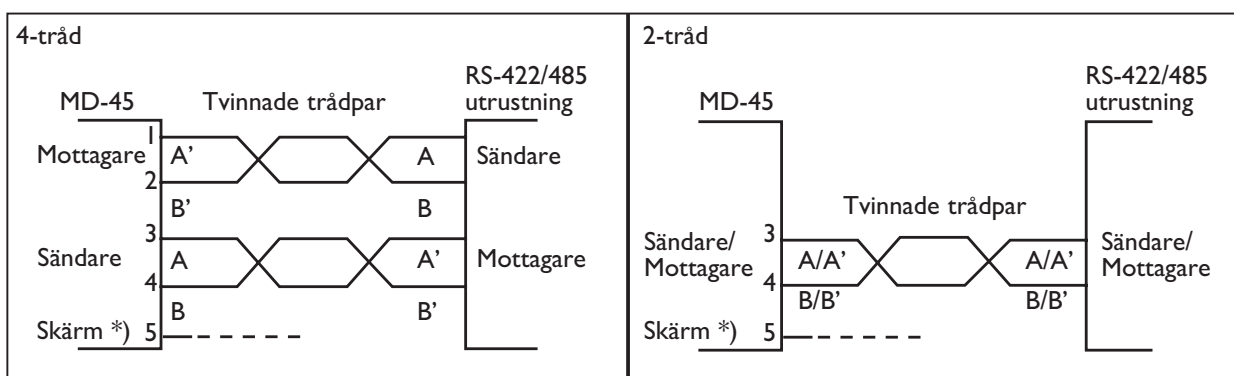 4-tråd
RS-422/485
utrustning
MD-45
Tvinnade trådpar
1
Mottagare A' A Sändare
2
B' B
3
Sändare A A' Mottagare
4
B B'
Skärm *) 5
2-tråd
RS-422/485
utrustning
MD-45
Tvinnade trådpar
3
Sändare/
Mottagare A/A' A/A' Sändare/
Mottagare
4
B/B' B/B'
Skärm *) 5